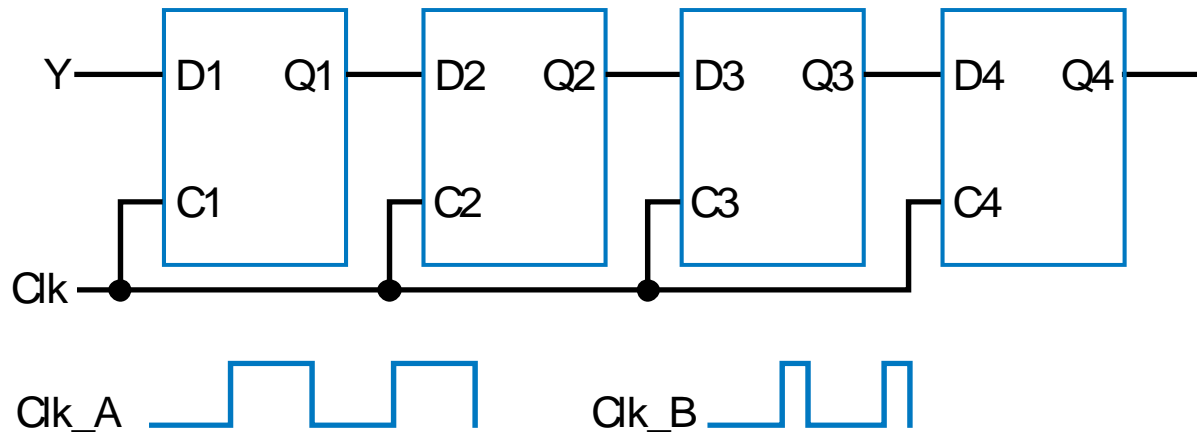 Y D1 Q1 D2 Q2 D3 Q3 D4 Q4
C1 C2 C3 C4
Clk
Clk_A Clk_B